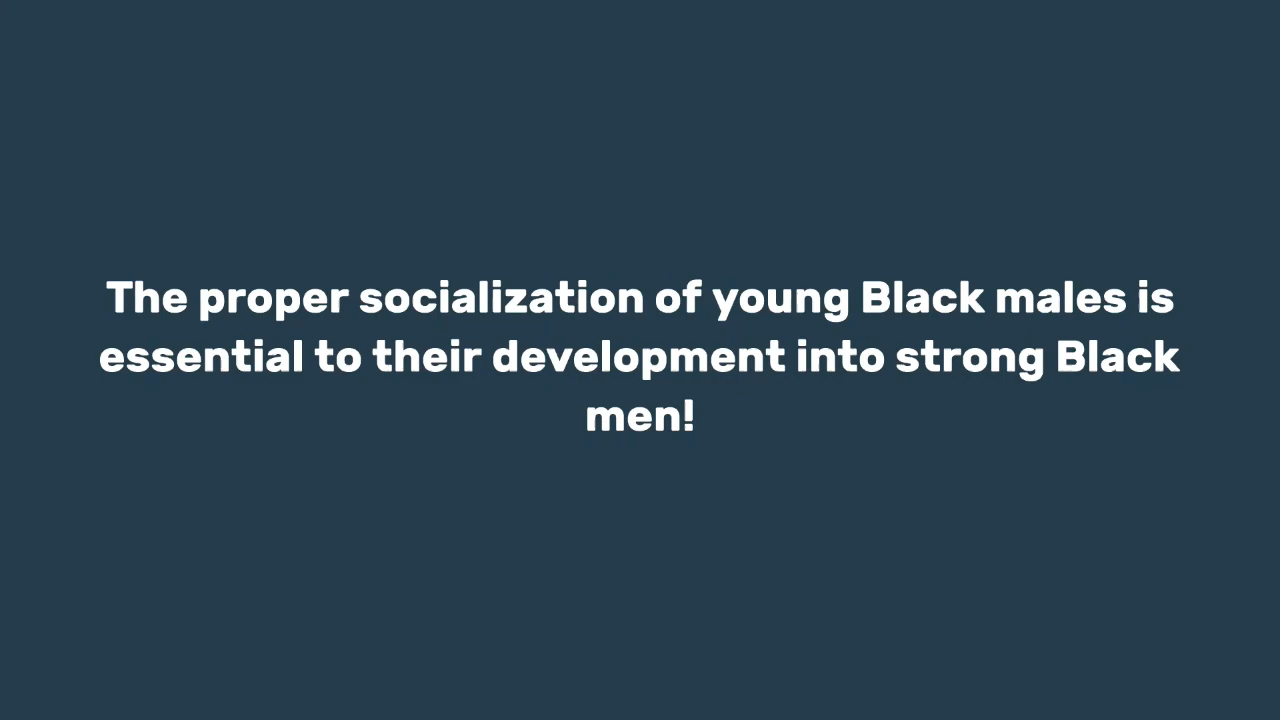 The proper socialization of young Black males is
essential to their development into strong Black
men!